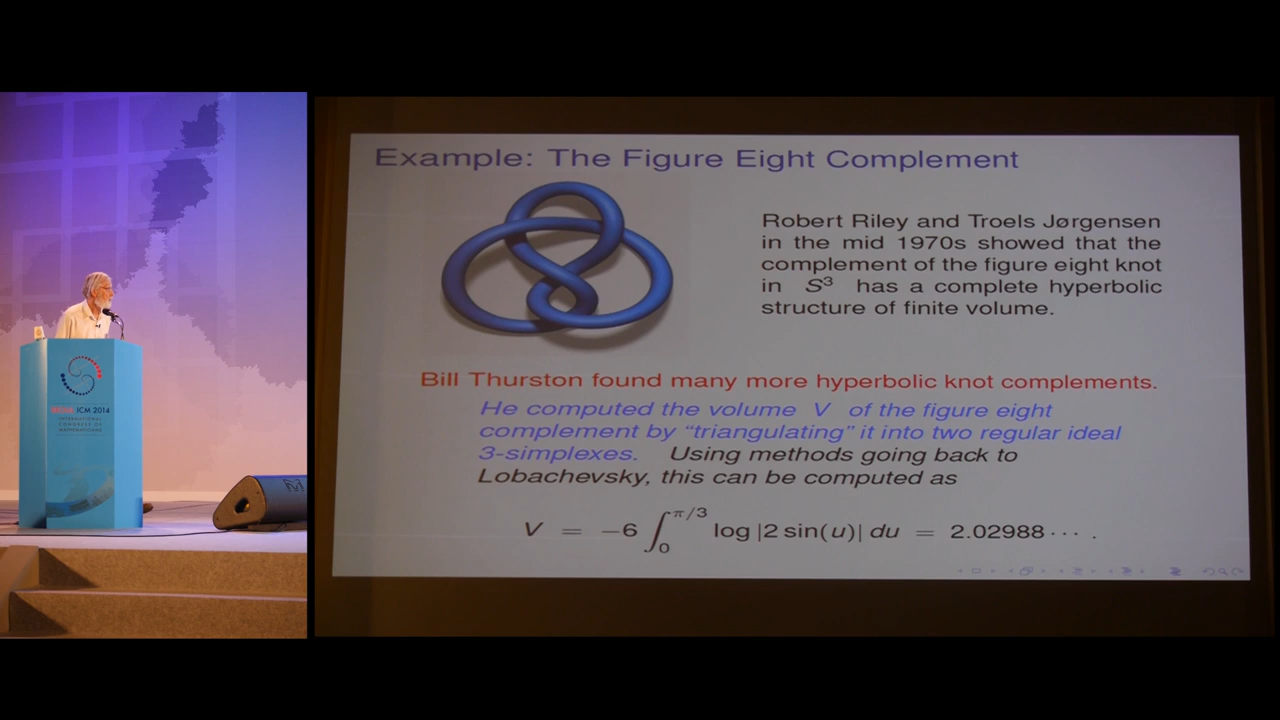 Example: The Figure Eight Complement
Robert Riley and Troels Jørgensen
in the mid 1970s showed that the
complement of the figure eight knot
in S³ has a complete hyperbolic
structure of finite volume.
Bill Thurston found many more hyperbolic knot complements.
He computed the volume V of the figure eight
complement by “triangulating” it into two regular ideal
3-simplexes. Using methods going back to
Lobachevsky, this can be computed as
V = −6 ∫₀^π/3 log |2 sin(u)| du = 2.02988··· .
ICM 2014
INTERNATIONAL
CONGRESS OF
MATHEMATICIANS